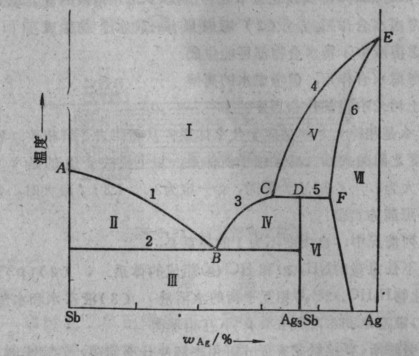 E
4
6
I
V
VII
温度
A
1
3
C
D
5
F
II
IV
2
B
VI
III
Sb
Ag₃Sb
Ag
w_Ag / %